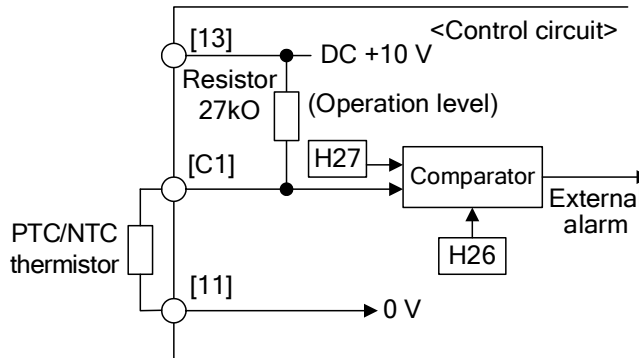 <Control circuit>
[13]
DC +10 V
Resistor
27kO
(Operation level)
[C1]
H27
Comparator
External
alarm
PTC/NTC
thermistor
H26
[11]
0 V